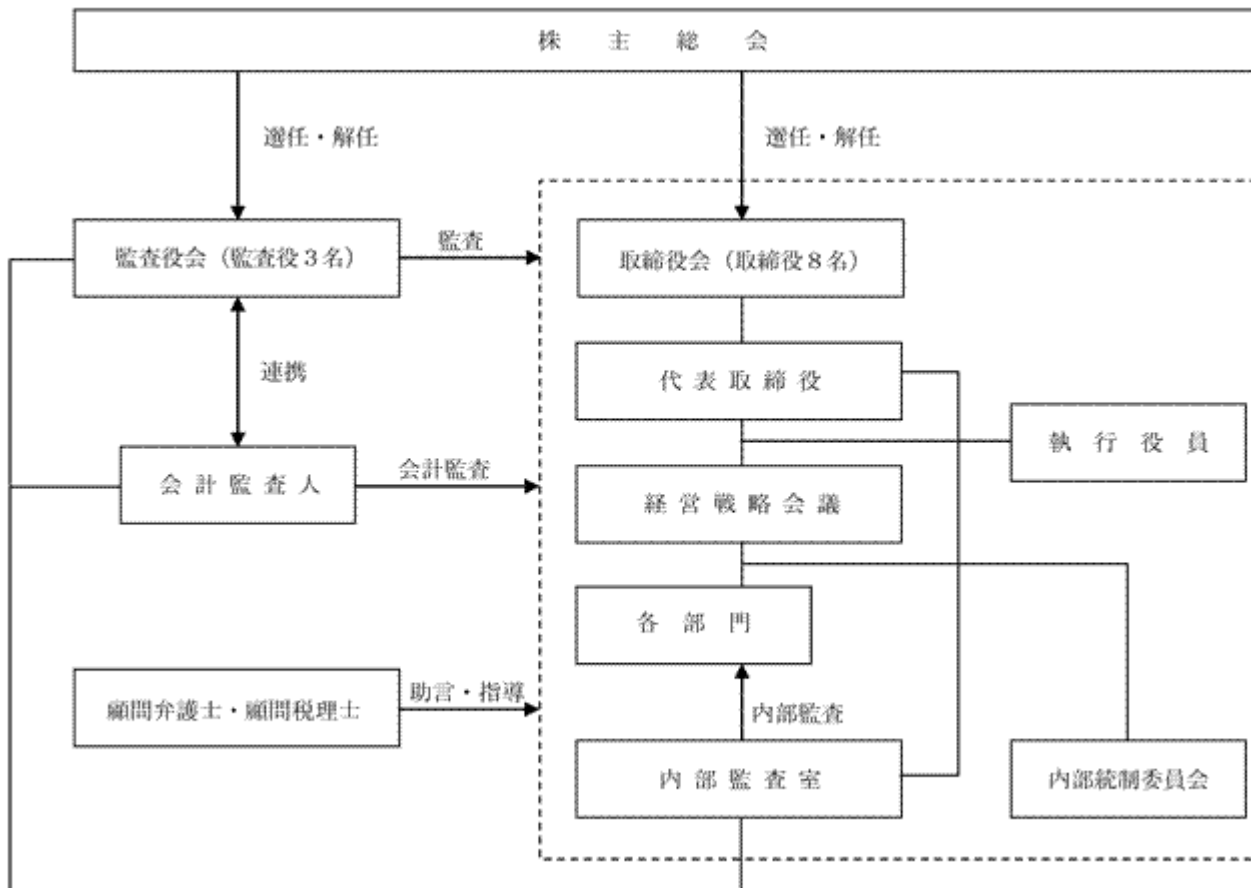 株主総会
選任・解任
選任・解任
監査役会（監査役３名）
監査
取締役会（取締役８名）
連携
代表取締役
執行役員
会計監査人
会計監査
経営戦略会議
各部門
顧問弁護士・顧問税理士
助言・指導
内部監査
内部監査室
内部統制委員会